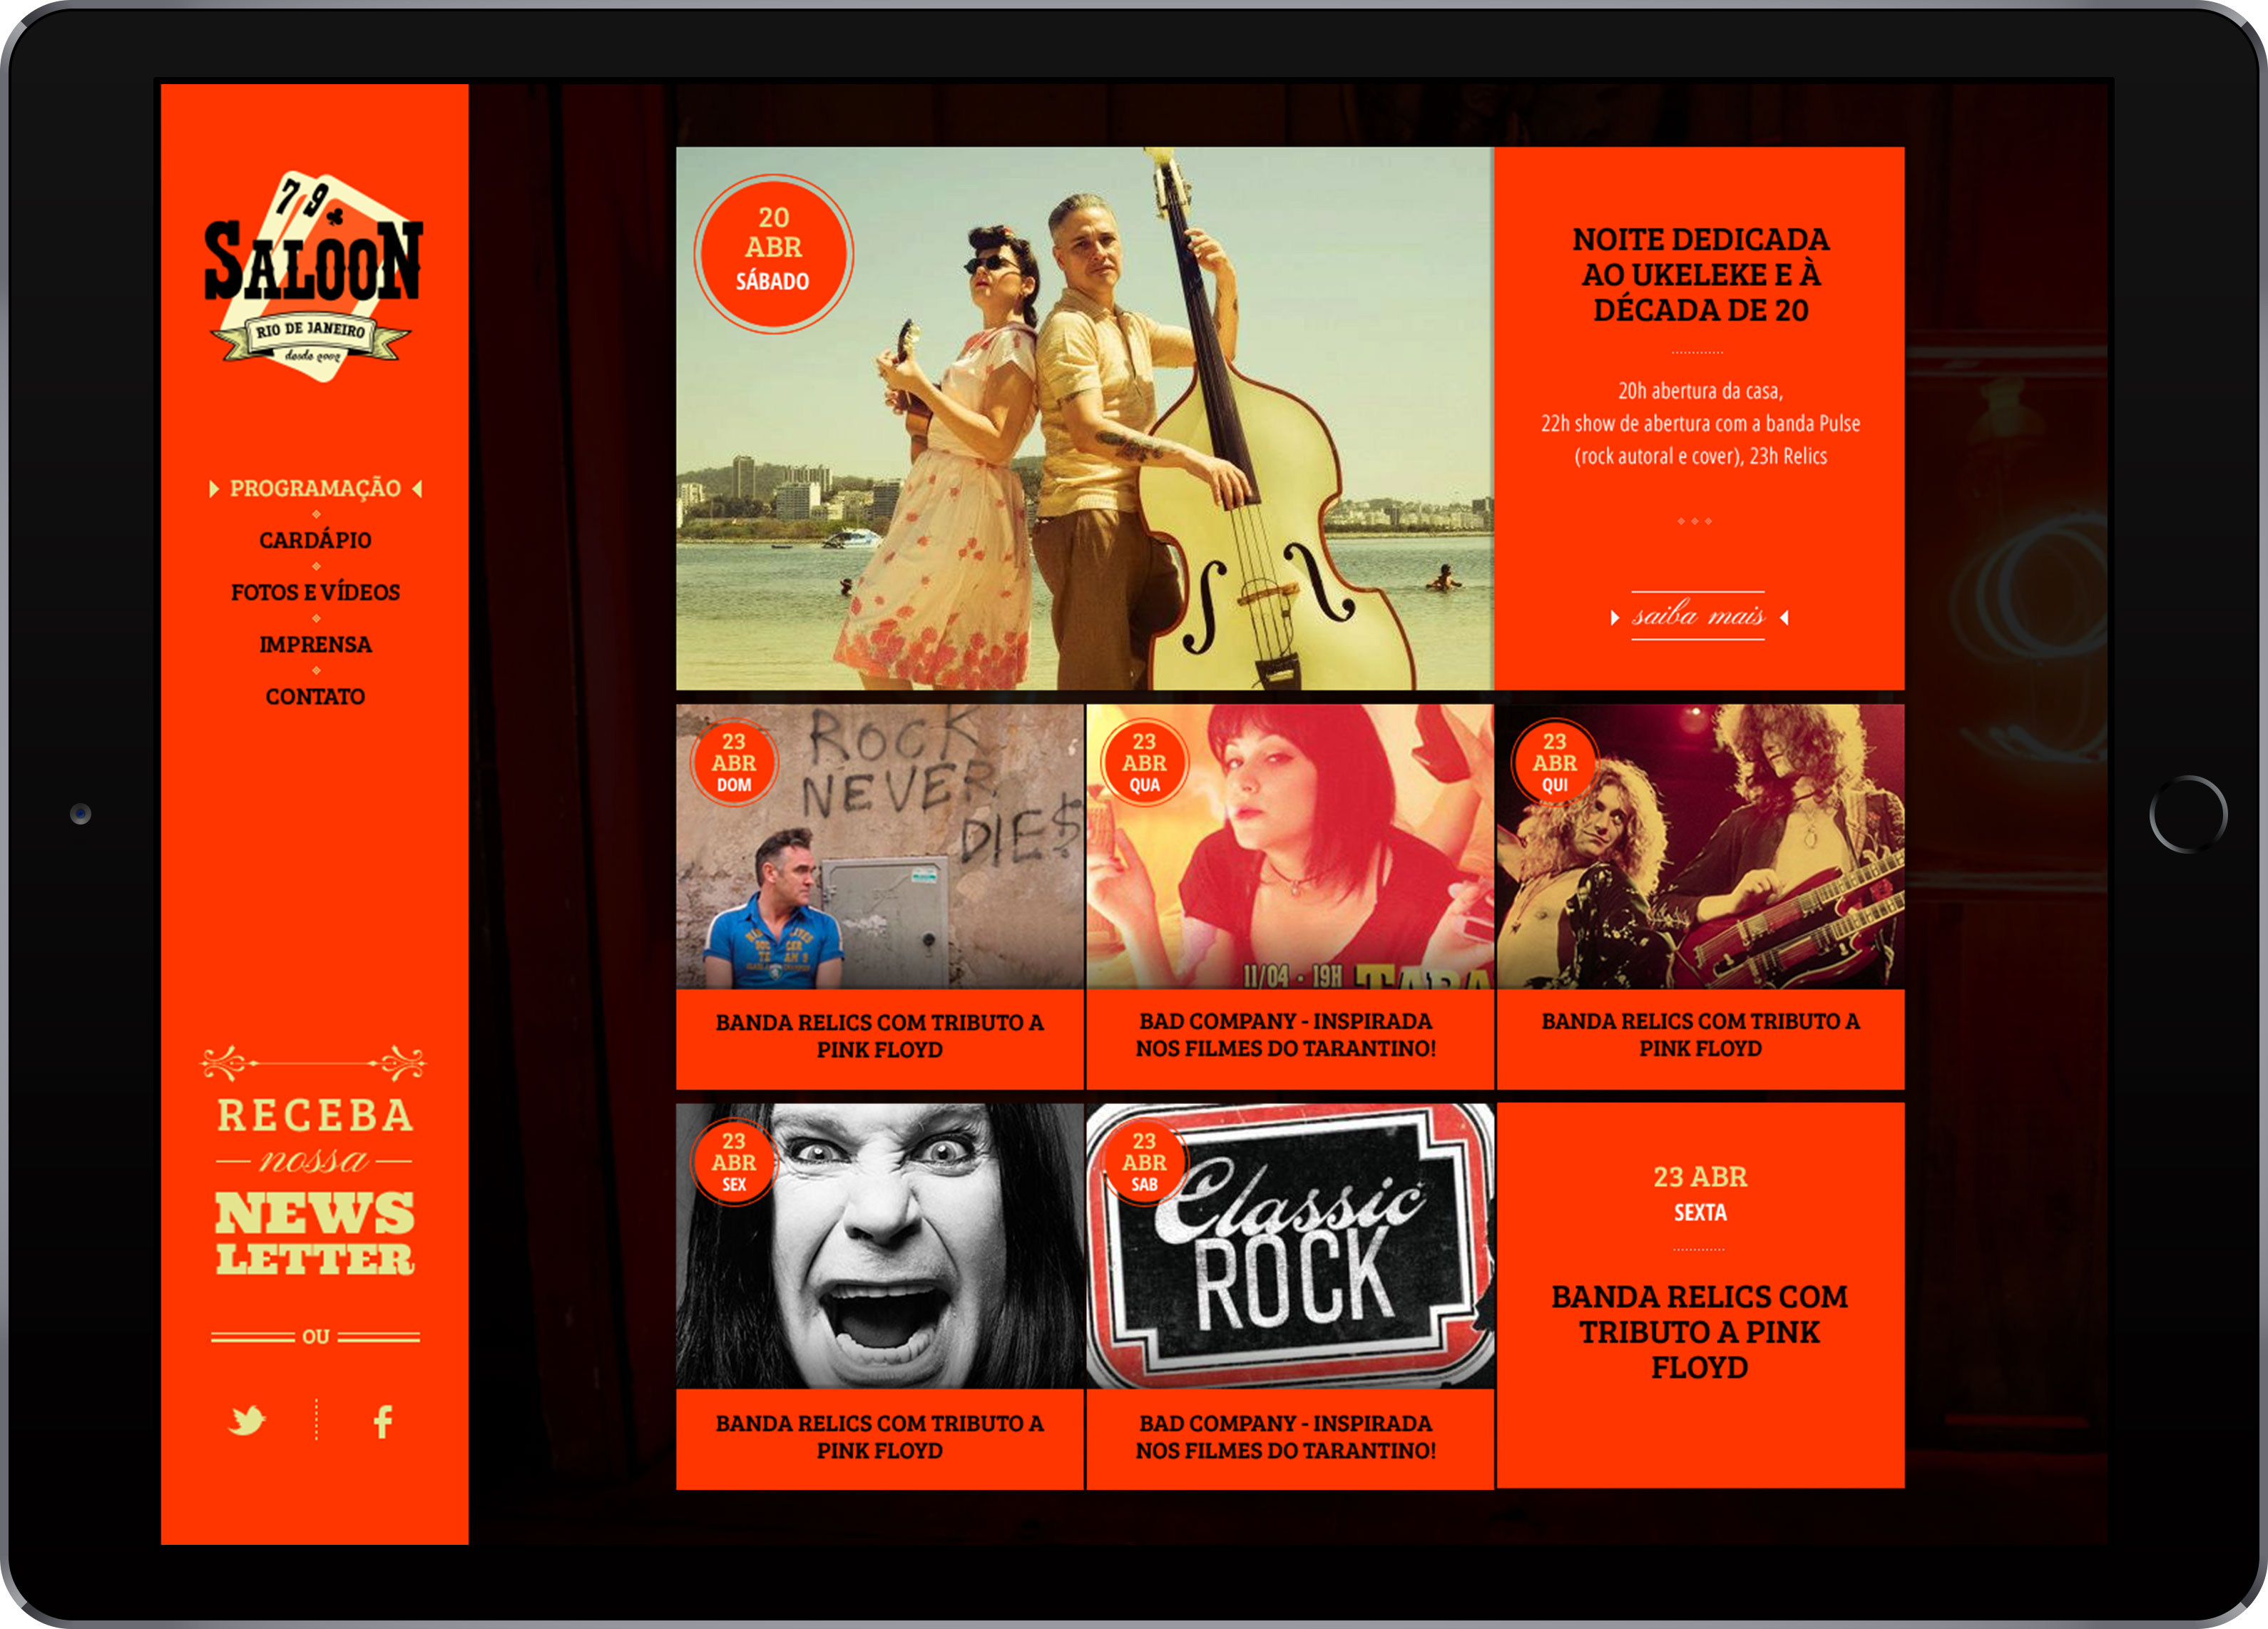 79
SALOON
RIO DE JANEIRO
desde 2002
PROGRAMAÇÃO
CARDÁPIO
FOTOS E VÍDEOS
IMPRENSA
CONTATO
RECEBA
nossa
NEWS
LETTER
OU
20
ABR
SÁBADO
NOITE DEDICADA
AO UKELEKE E À
DÉCADA DE 20
20h abertura da casa,
22h show de abertura com a banda Pulse
(rock autoral e cover), 23h Relics
saiba mais
23
ABR
DOM
ROCK
NEVER
DIE$
BANDA RELICS COM TRIBUTO A
PINK FLOYD
23
ABR
QUA
11/04 - 19H
BAD COMPANY - INSPIRADA
NOS FILMES DO TARANTINO!
23
ABR
QUI
BANDA RELICS COM TRIBUTO A
PINK FLOYD
23
ABR
SEX
BANDA RELICS COM TRIBUTO A
PINK FLOYD
23
ABR
SAB
Classic
ROCK
BAD COMPANY - INSPIRADA
NOS FILMES DO TARANTINO!
23 ABR
SEXTA
BANDA RELICS COM
TRIBUTO A PINK
FLOYD